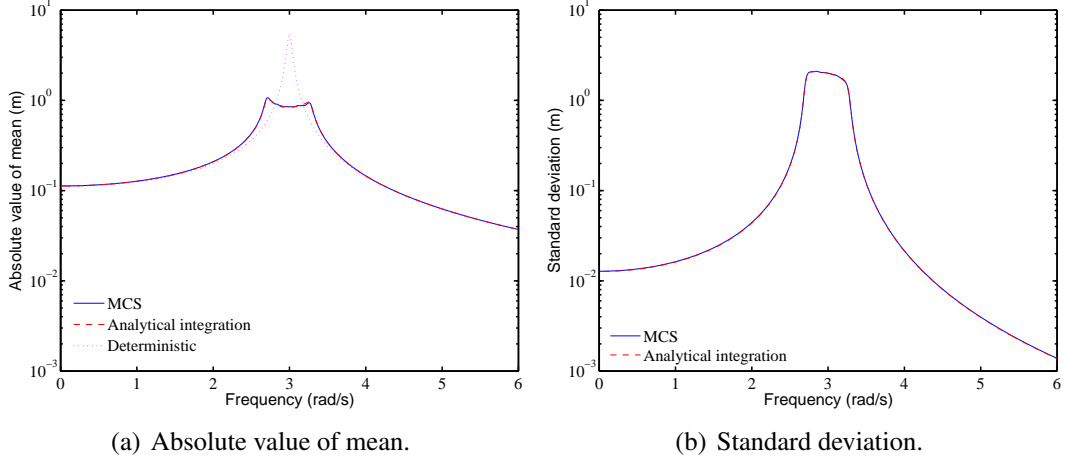 10^1
10^0
10^-1
10^-2
10^-3
Absolute value of mean (m)
MCS
Analytical integration
Deterministic
0 1 2 3 4 5 6
Frequency (rad/s)
(a) Absolute value of mean.
10^1
10^0
10^-1
10^-2
10^-3
Standard deviation (m)
MCS
Analytical integration
0 1 2 3 4 5 6
Frequency (rad/s)
(b) Standard deviation.